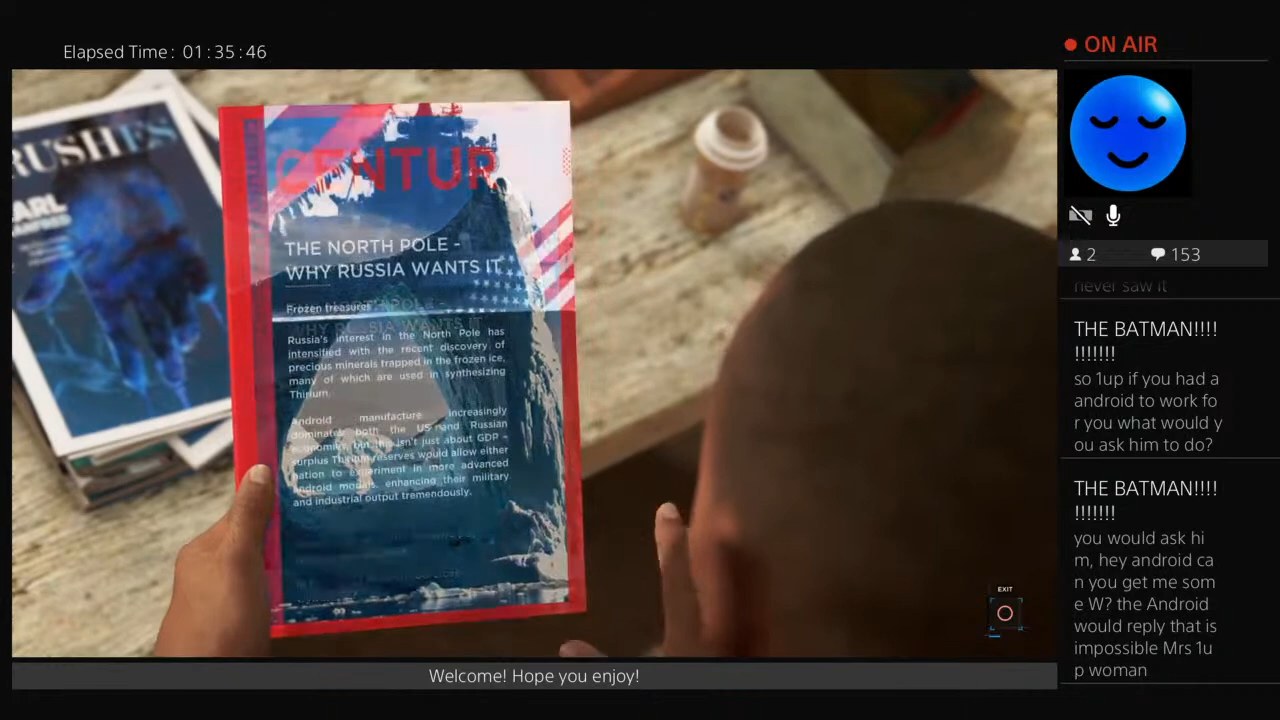 Elapsed Time: 01:35:46
ON AIR
2
153
never saw it
THE BATMAN!!!!
!!!!!!!
so 1up if you had a
android to work fo
r you what would y
ou ask him to do?
THE BATMAN!!!!
!!!!!!!
you would ask hi
m, hey android ca
n you get me som
e W? the Android
would reply that is
impossible Mrs 1u
p woman
RUSHES
CENTUR
THE NORTH POLE -
WHY RUSSIA WANTS IT
Frozen treasures
Russia's interest in the North Pole has
intensified with the recent discovery of
precious minerals trapped in the frozen ice,
many of which are used in synthesizing
Thirium.
Android manufacture increasingly
dominates both the US and Russian
economies, but this isn't just about GDP -
surplus Thirium reserves would allow either
nation to experiment in more advanced
android models, enhancing their military
and industrial output tremendously.
EXIT
Welcome! Hope you enjoy!